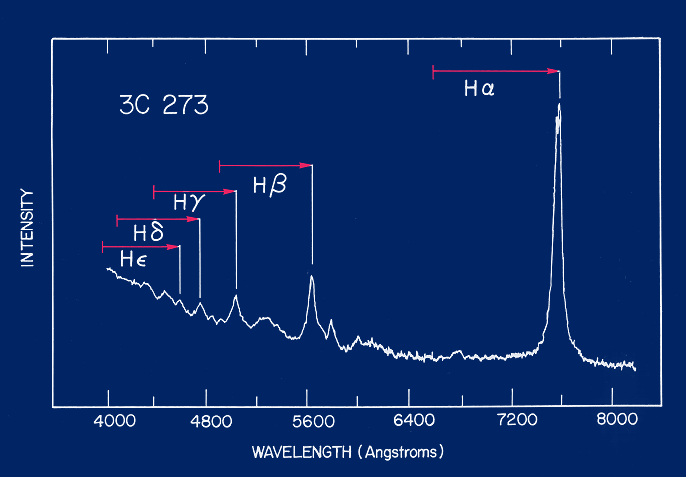 3C 273
Hα
Hβ
Hγ
Hδ
Hϵ
INTENSITY
4000 4800 5600 6400 7200 8000
WAVELENGTH (Angstroms)